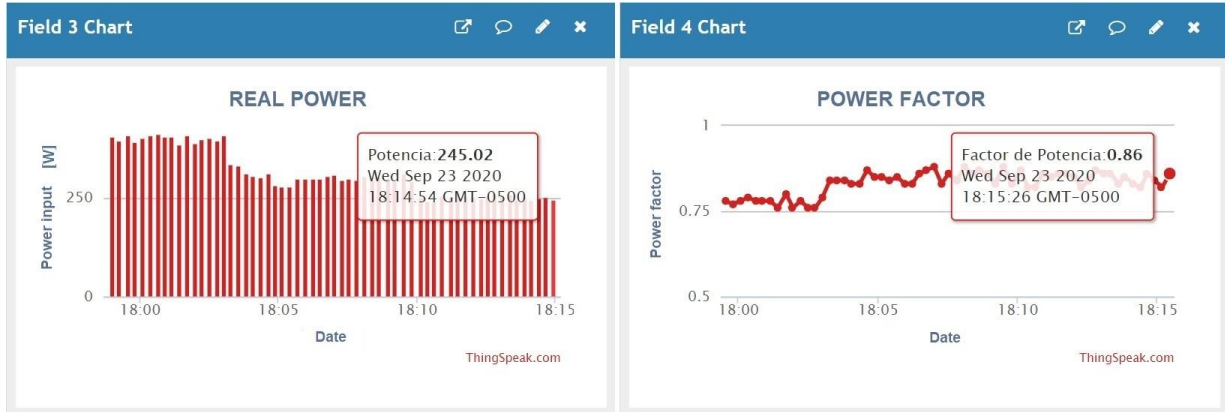 Field 3 Chart
REAL POWER
Power input [W]
250
0
Potencia:245.02
Wed Sep 23 2020
18:14:54 GMT-0500
18:00
18:05
18:10
18:15
Date
ThingSpeak.com
Field 4 Chart
POWER FACTOR
Power factor
1
0.75
0.5
Factor de Potencia:0.86
Wed Sep 23 2020
18:15:26 GMT-0500
18:00
18:05
18:10
18:15
Date
ThingSpeak.com